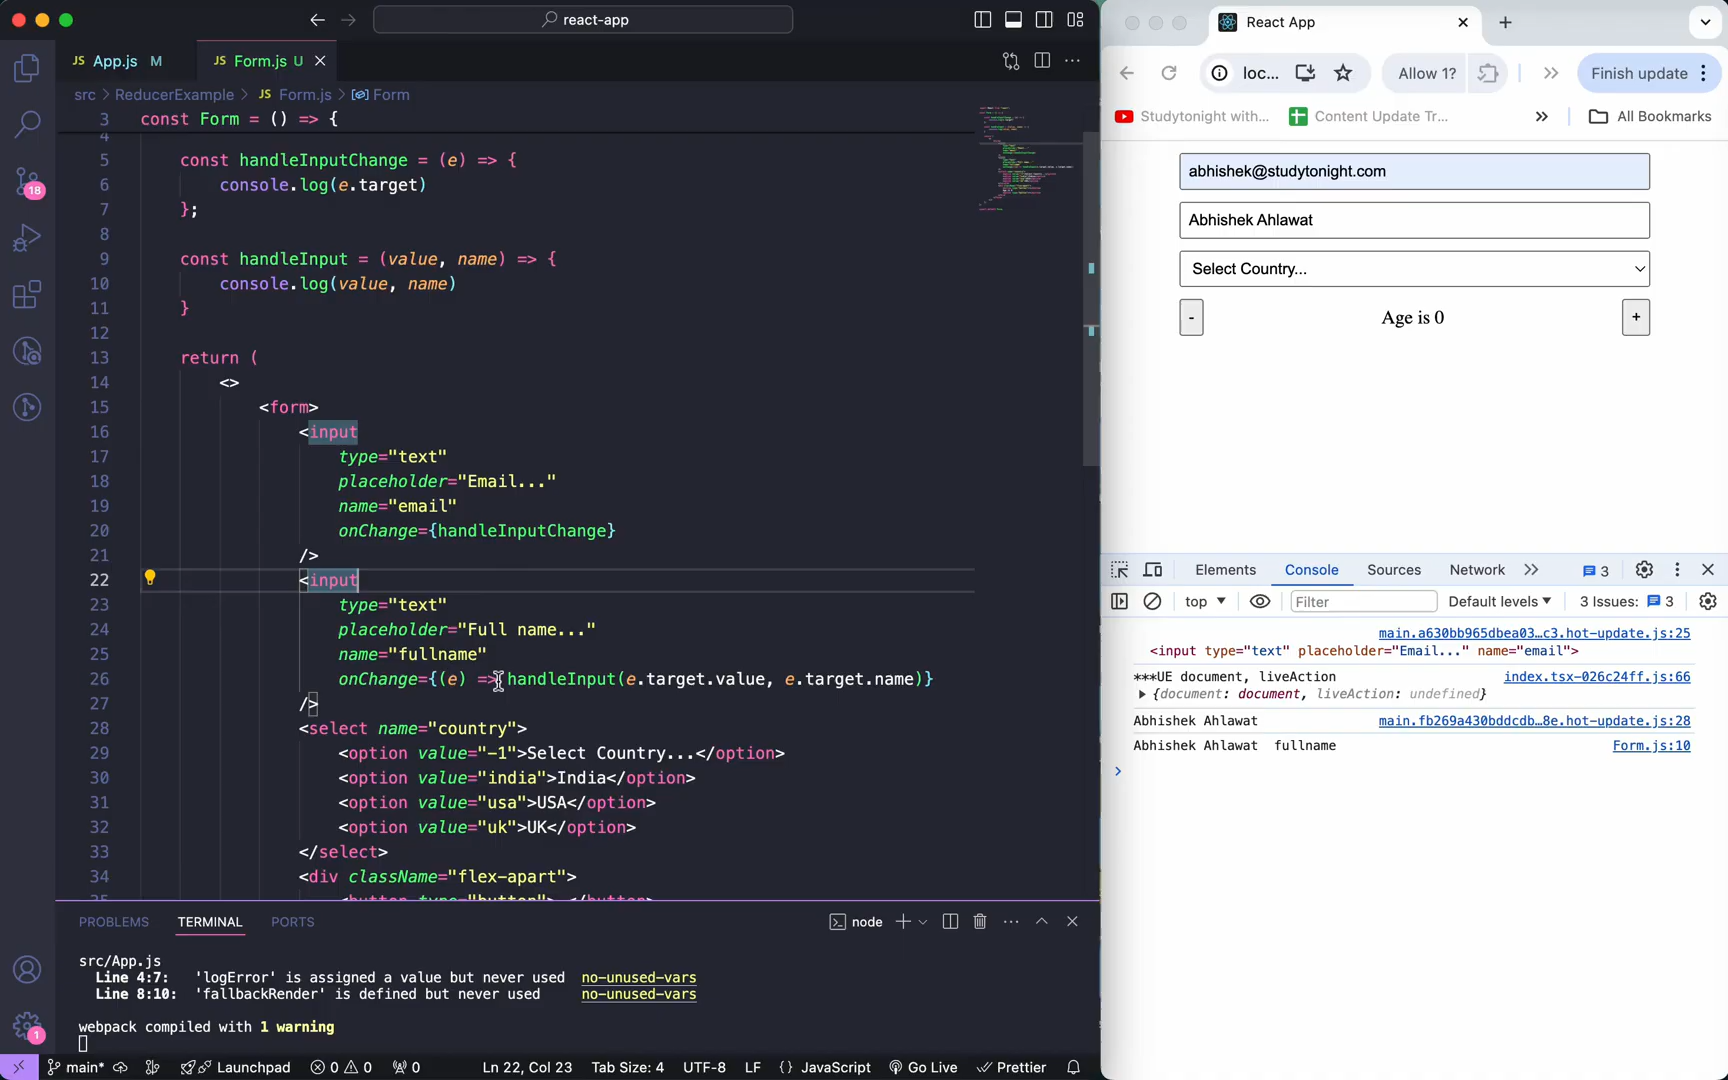 react-app
JS App.js M
JS Form.js U
src > ReducerExample > JS Form.js > Form
3 const Form = () => {
4
5 const handleInputChange = (e) => {
6 console.log(e.target)
7 };
8
9 const handleInput = (value, name) => {
10 console.log(value, name)
11 }
12
13 return (
14 <>
15 <form>
16 <input
17 type="text"
18 placeholder="Email..."
19 name="email"
20 onChange={handleInputChange}
21 />
22 <input
23 type="text"
24 placeholder="Full name..."
25 name="fullname"
26 onChange={(e) => handleInput(e.target.value, e.target.name)}
27 />
28 <select name="country">
29 <option value="-1">Select Country...</option>
30 <option value="india">India</option>
31 <option value="usa">USA</option>
32 <option value="uk">UK</option>
33 </select>
34 <div className="flex-apart">
18
1
PROBLEMS TERMINAL PORTS
node
src/App.js
Line 4:7: 'logError' is assigned a value but never used no-unused-vars
Line 8:10: 'fallbackRender' is defined but never used no-unused-vars
webpack compiled with 1 warning
main* Launchpad 0 0 0 Ln 22, Col 23 Tab Size: 4 UTF-8 LF {} JavaScript Go Live Prettier
React App
loc... Allow 1? Finish update
Studytonight with... Content Update Tr... All Bookmarks
abhishek@studytonight.com
Abhishek Ahlawat
Select Country...
- Age is 0 +
Elements Console Sources Network 3
top Filter Default levels 3 Issues: 3
main.a630bb965dbea03...c3.hot-update.js:25
<input type="text" placeholder="Email..." name="email">
***UE document, liveAction index.tsx-026c24ff.js:66
{document: document, liveAction: undefined}
Abhishek Ahlawat main.fb269a430bddcdb...8e.hot-update.js:28
Abhishek Ahlawat fullname Form.js:10